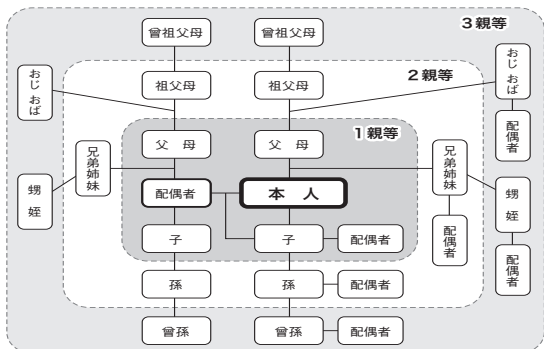 3親等
曾祖父母
曾祖父母
おじ おば
祖父母
祖父母
2親等
おじ おば
配偶者
1親等
父 母
父 母
兄弟姉妹
兄弟姉妹
甥 姪
配偶者
本 人
甥 姪
子
子
配偶者
配偶者
配偶者
孫
孫
配偶者
曾孫
曾孫
配偶者